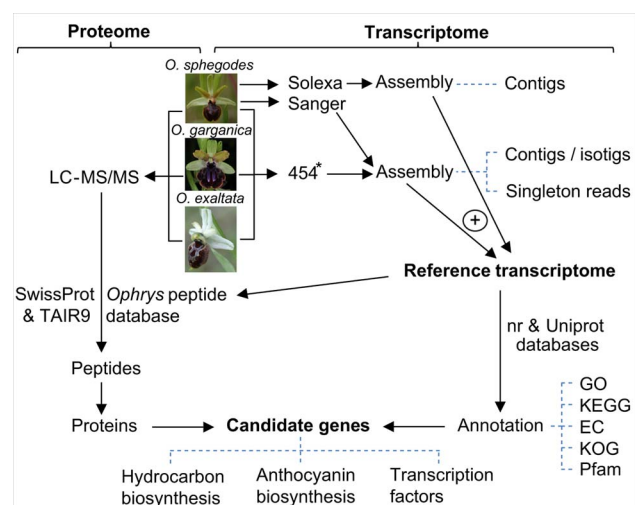 Proteome
Transcriptome
O. sphegodes
Solexa
Assembly
Contigs
Sanger
O. garganica
LC-MS/MS
454*
Assembly
Contigs / isotigs
Singleton reads
O. exaltata
+
Reference transcriptome
SwissProt
& TAIR9
Ophrys peptide
database
nr & Uniprot
databases
Peptides
Proteins
Candidate genes
Annotation
GO
KEGG
EC
KOG
Pfam
Hydrocarbon
biosynthesis
Anthocyanin
biosynthesis
Transcription
factors